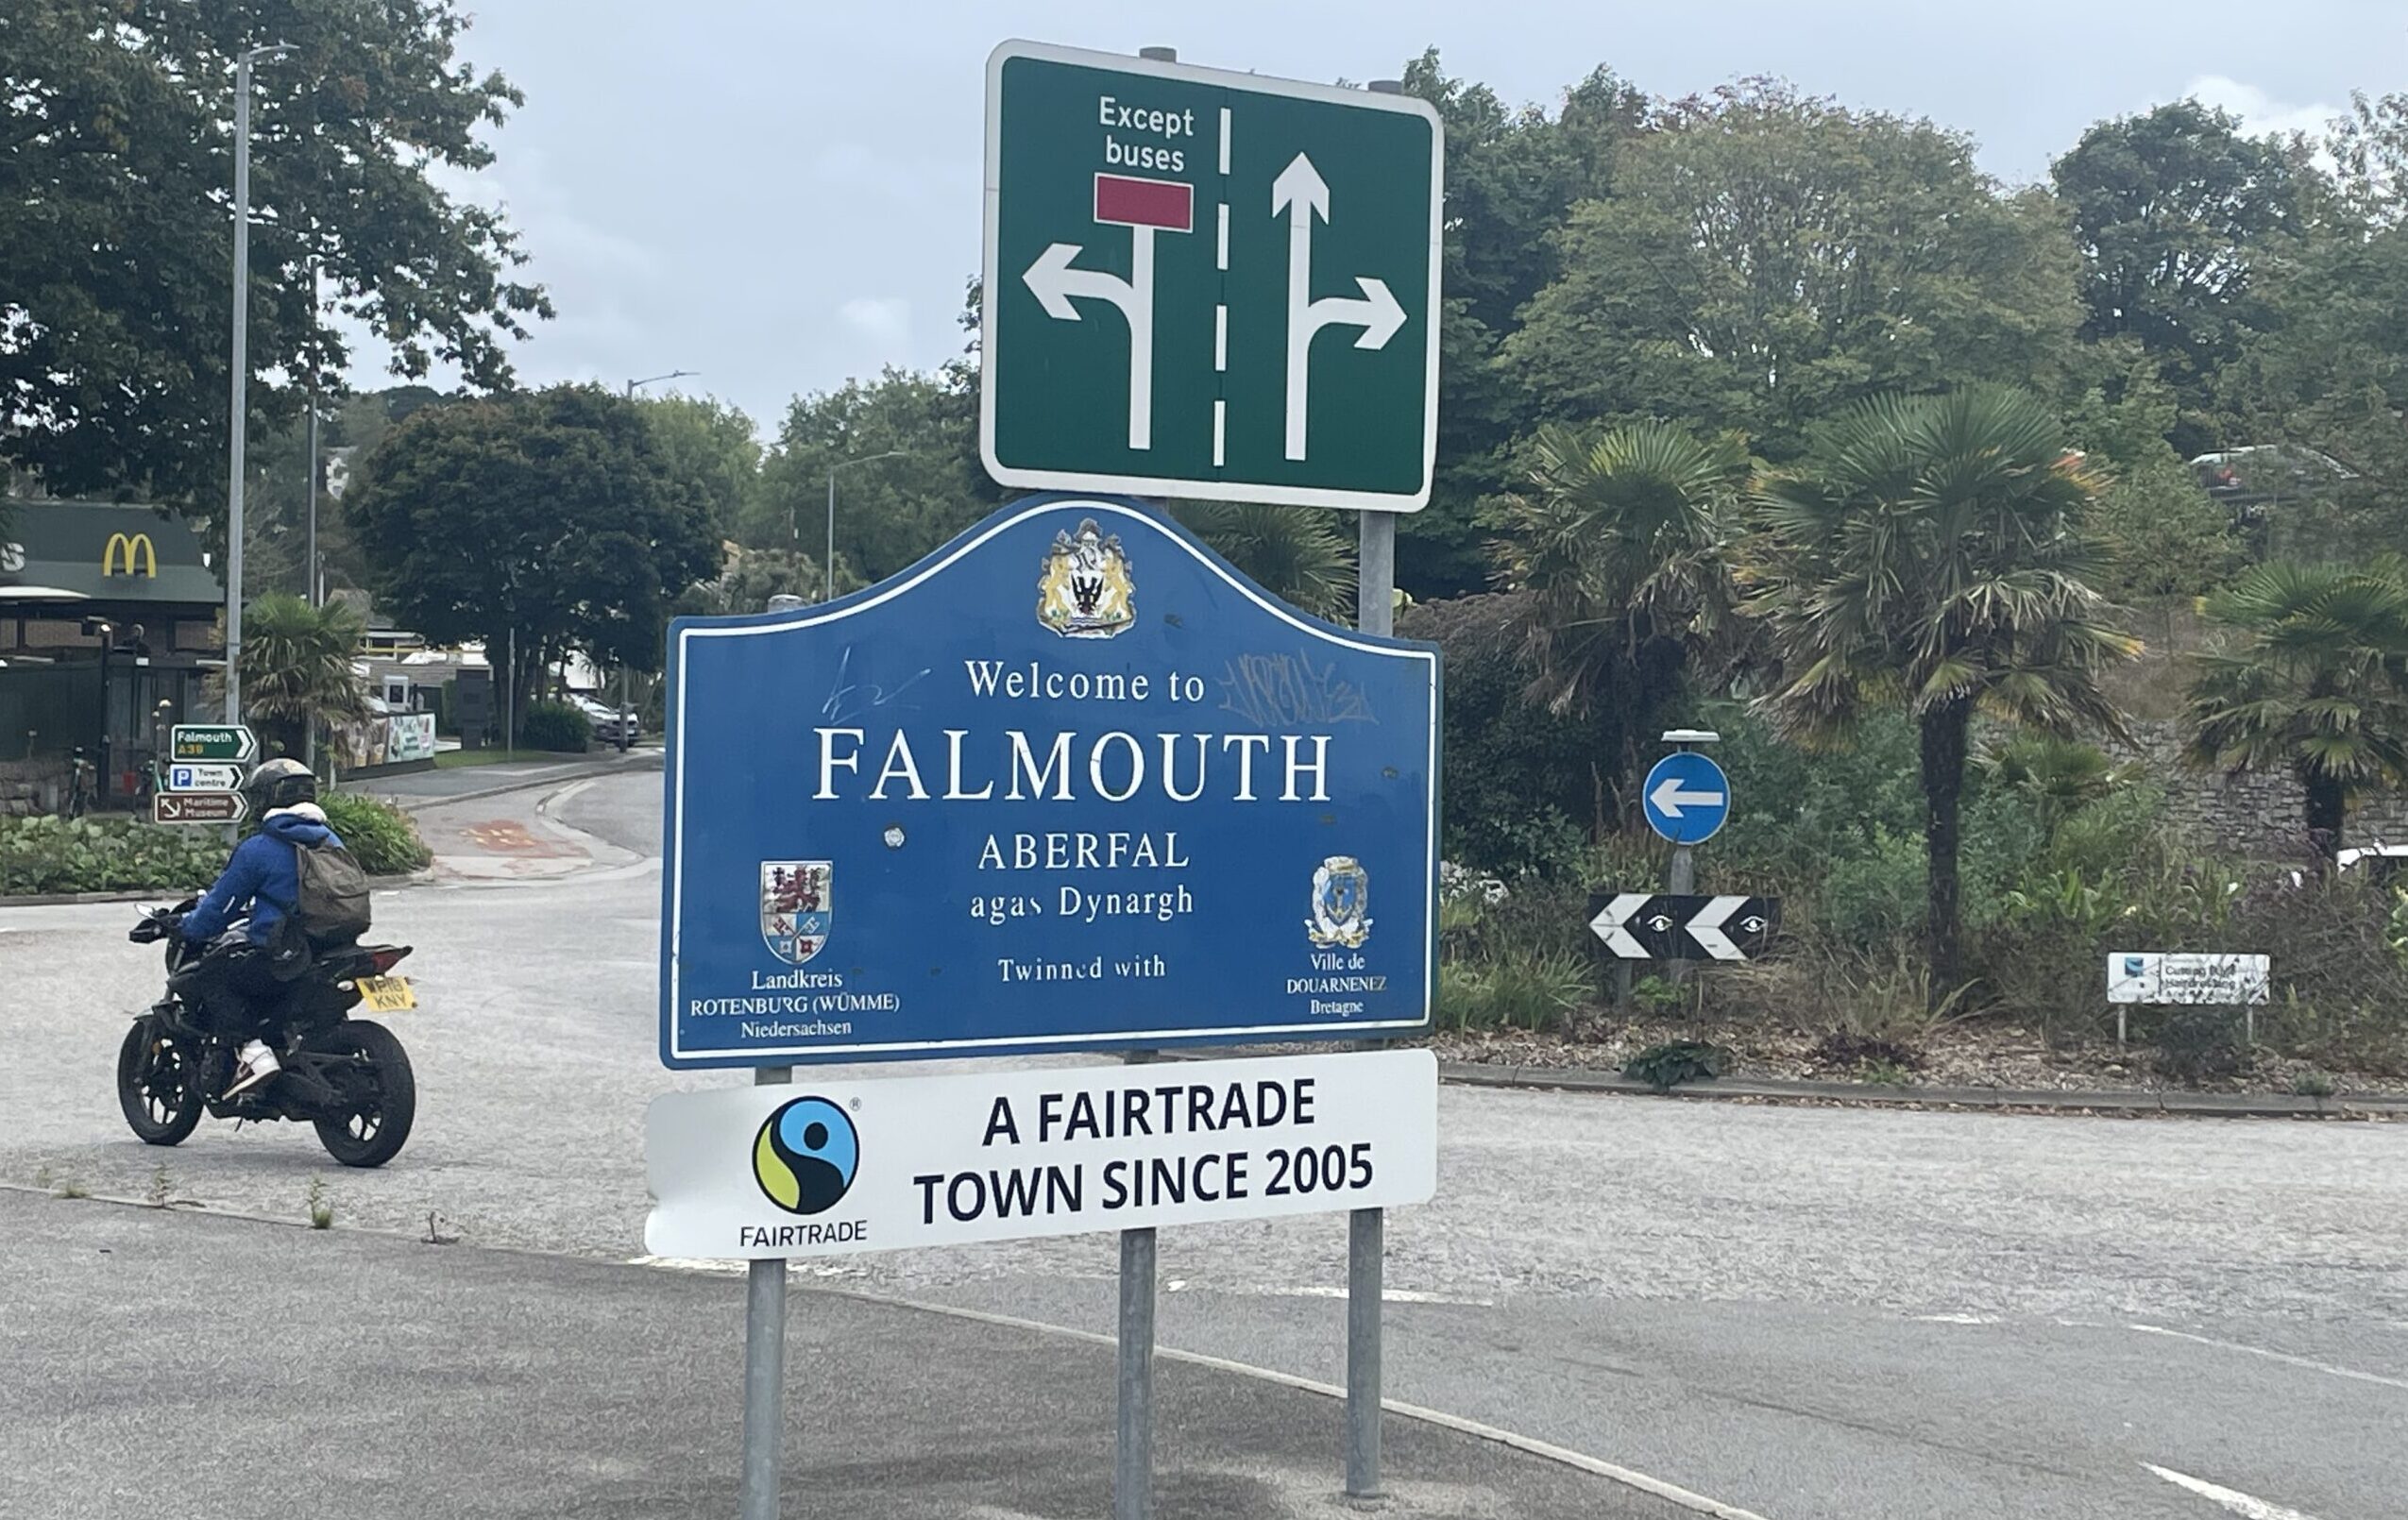 Except
buses
Welcome to
FALMOUTH
ABERFAL
agas Dynargh
Twinned with
Landkreis
ROTENBURG (WÜMME)
Niedersachsen
Ville de
DOUARNENEZ
Bretagne
®
FAIRTRADE
A FAIRTRADE
TOWN SINCE 2005
Falmouth
A39
P Town
centre
Maritime
Museum
KNV